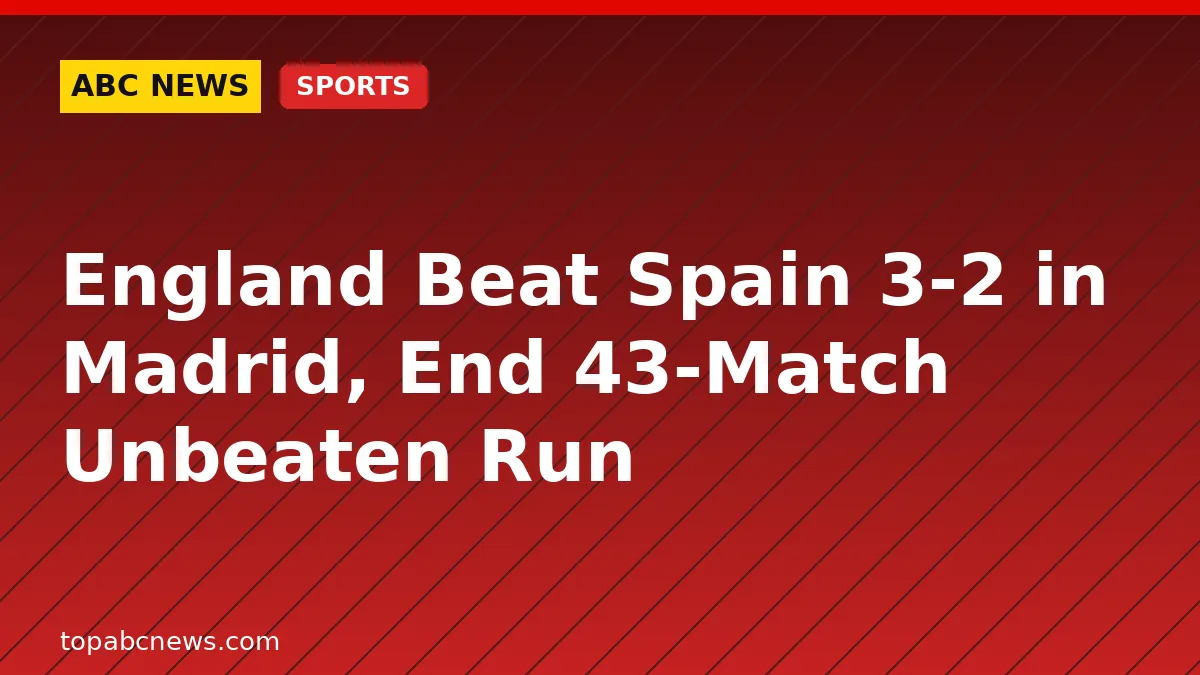 ABC NEWS SPORTS
England Beat Spain 3-2 in
Madrid, End 43-Match
Unbeaten Run
topabcnews.com